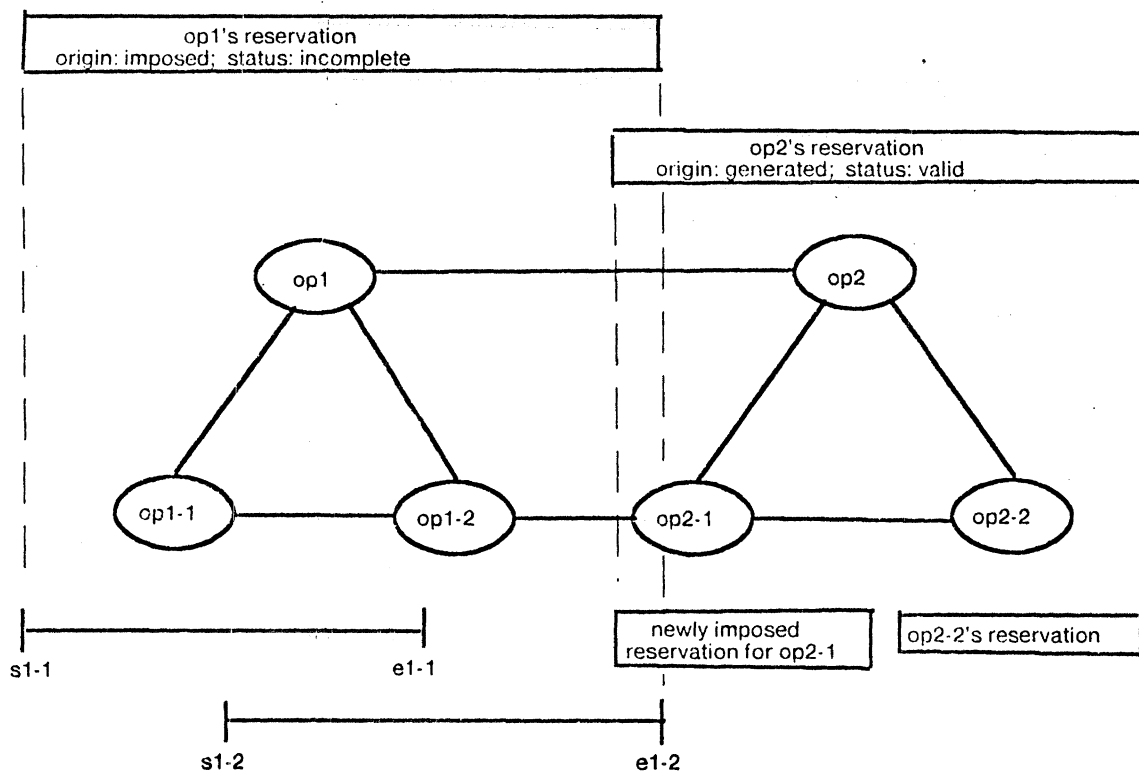 op1's reservation
origin: imposed; status: incomplete
op2's reservation
origin: generated; status: valid
op1
op2
op1-1
op1-2
op2-1
op2-2
newly imposed
reservation for op2-1
op2-2's reservation
s1-1
e1-1
s1-2
e1-2